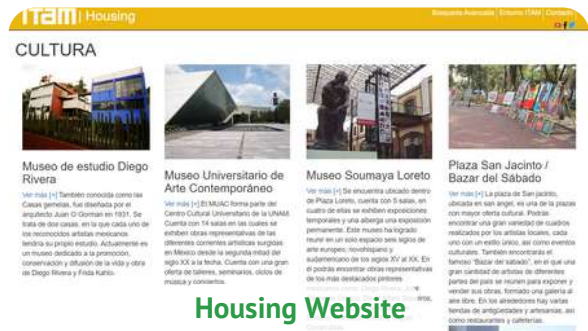 ITAM | Housing
Búsqueda Avanzada | Entorno ITAM | Contacto
CULTURA
Museo de estudio Diego
Rivera
Ver más [+] También conocida como las
Casas gemelas, fue diseñada por el
arquitecto Juan O Gorman en 1931. Se
trata de dos casas, en la que cada uno de
los reconocidos artistas mexicanos
tendría su propio estudio. Actualmente es
un museo dedicado a la promoción,
conservación y difusión de la vida y obra
de Diego Rivera y Frida Kahlo.
Museo Universitario de
Arte Contemporáneo
Ver más [+] El MUAC forma parte del
Centro Cultural Universitario de la UNAM.
Cuenta con 14 salas en las cuales se
exhiben obras representativas de las
diferentes corrientes artísticas surgidas
en México desde la segunda mitad del
siglo XX a la fecha. Cuenta con una gran
oferta de talleres, seminarios, ciclos de
música y conciertos.
Museo Soumaya Loreto
Ver más [+] Se encuentra ubicado dentro
de Plaza Loreto, cuenta con 5 salas, en
cuatro de ellas se exhiben exposiciones
temporales y una alberga una exposición
permanente. Este museo ha logrado
reunir en un solo espacio seis siglos de
arte europeo, novohispano y
sudamericano de los siglos XV al XX. En
él podrás encontrar obras representativas
de los más destacados pintores
Plaza San Jacinto /
Bazar del Sábado
Ver más [+] La plaza de San jacinto,
ubicada en san ángel, es una de la plazas
con mayor oferta cultural. Podrás
encontrar una gran variedad de cuadros
realizados por los artistas locales, cada
uno con un estilo único, así como eventos
culturales. También encontrarás el
famoso "Bazar del sábado", en el que una
gran cantidad de artistas de diferentes
partes del país se reunen para exponer y
vender sus obras, formado una galería al
aire libre. En los alrededores hay varias
tiendas de antigüedades y artesanías, así
como restaurantes y cafeterías.
Housing Website